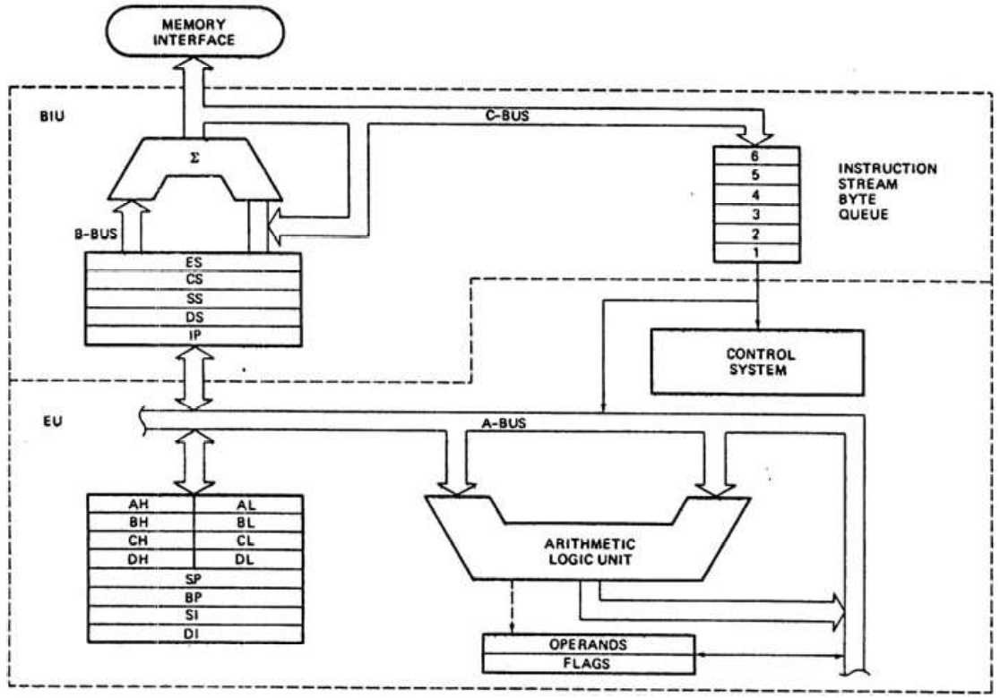 MEMORY
INTERFACE
BIU
C-BUS
Σ
6
5
4
3
2
1
INSTRUCTION
STREAM
BYTE
QUEUE
B-BUS
ES
CS
SS
DS
IP
CONTROL
SYSTEM
EU
A-BUS
AH AL
BH BL
CH CL
DH DL
SP
BP
SI
DI
ARITHMETIC
LOGIC UNIT
OPERANDS
FLAGS